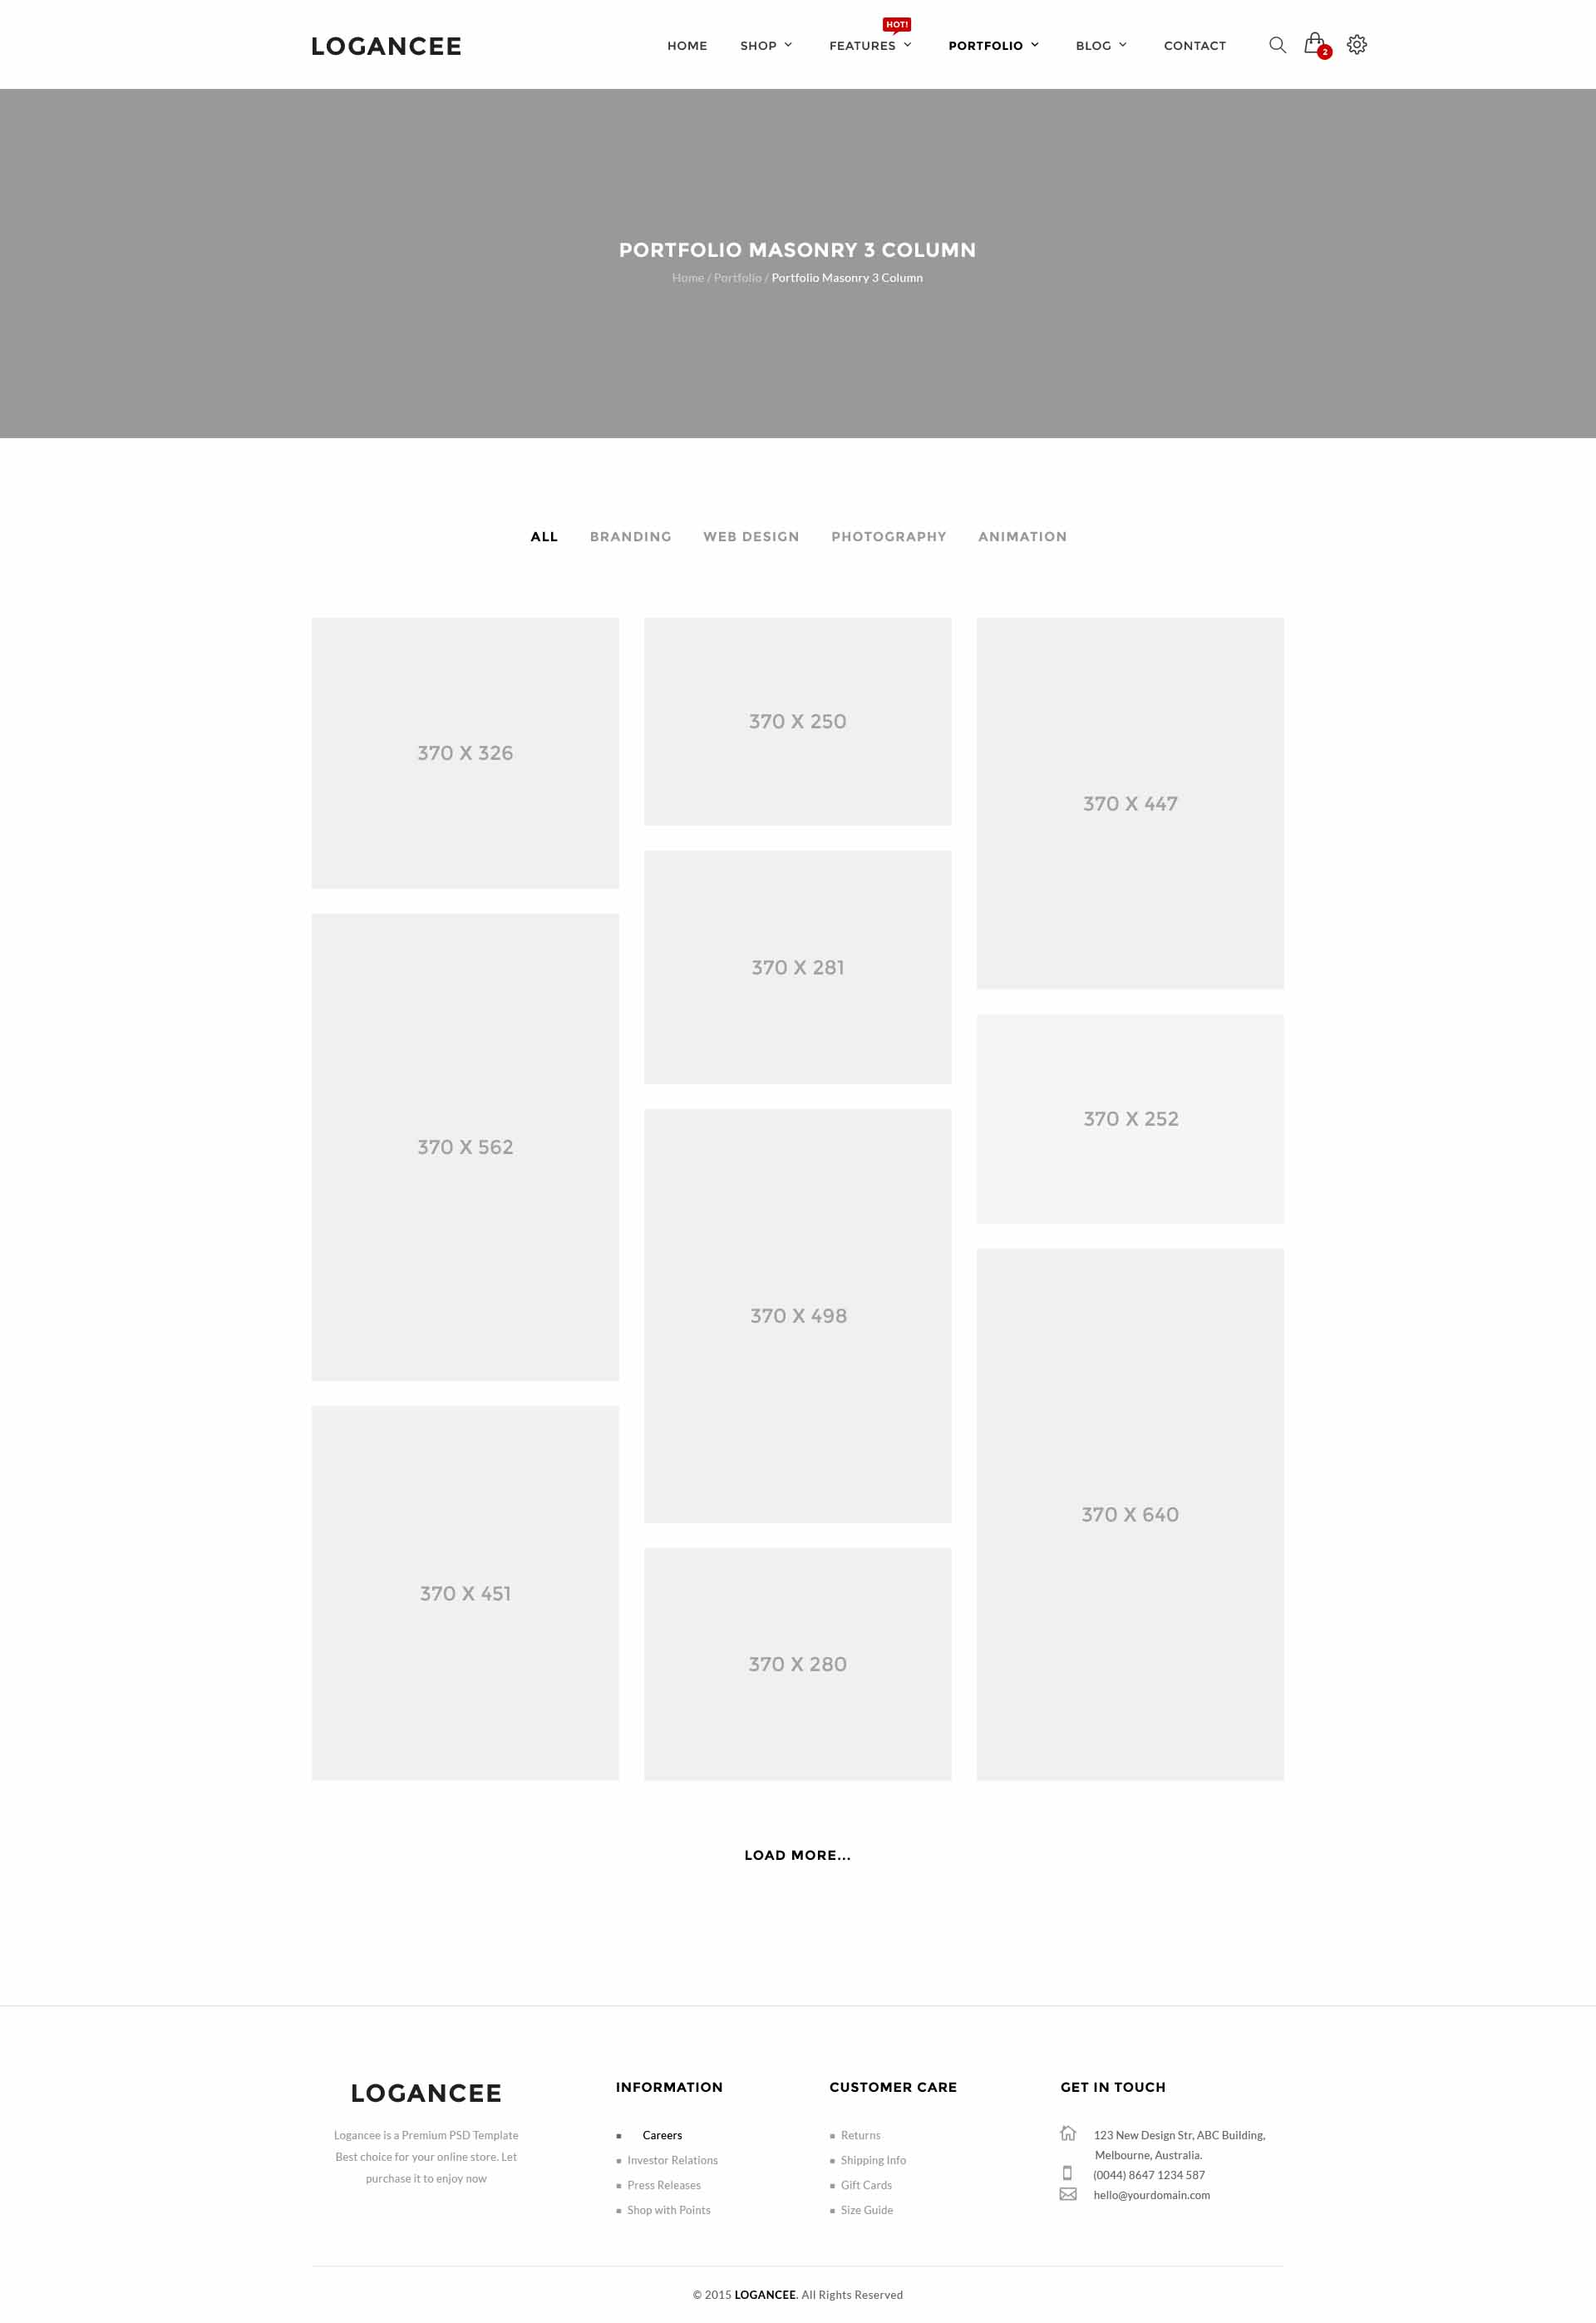 LOGANCEE
HOME SHOP FEATURES HOT! PORTFOLIO BLOG CONTACT 2
PORTFOLIO MASONRY 3 COLUMN
Home / Portfolio / Portfolio Masonry 3 Column
ALL BRANDING WEB DESIGN PHOTOGRAPHY ANIMATION
370 X 326
370 X 250
370 X 447
370 X 281
370 X 562
370 X 252
370 X 498
370 X 451
370 X 640
370 X 280
LOAD MORE...
LOGANCEE
Logancee is a Premium PSD Template
Best choice for your online store. Let
purchase it to enjoy now
INFORMATION
Careers
Investor Relations
Press Releases
Shop with Points
CUSTOMER CARE
Returns
Shipping Info
Gift Cards
Size Guide
GET IN TOUCH
123 New Design Str, ABC Building,
Melbourne, Australia.
(0044) 8647 1234 587
hello@yourdomain.com
© 2015 LOGANCEE. All Rights Reserved